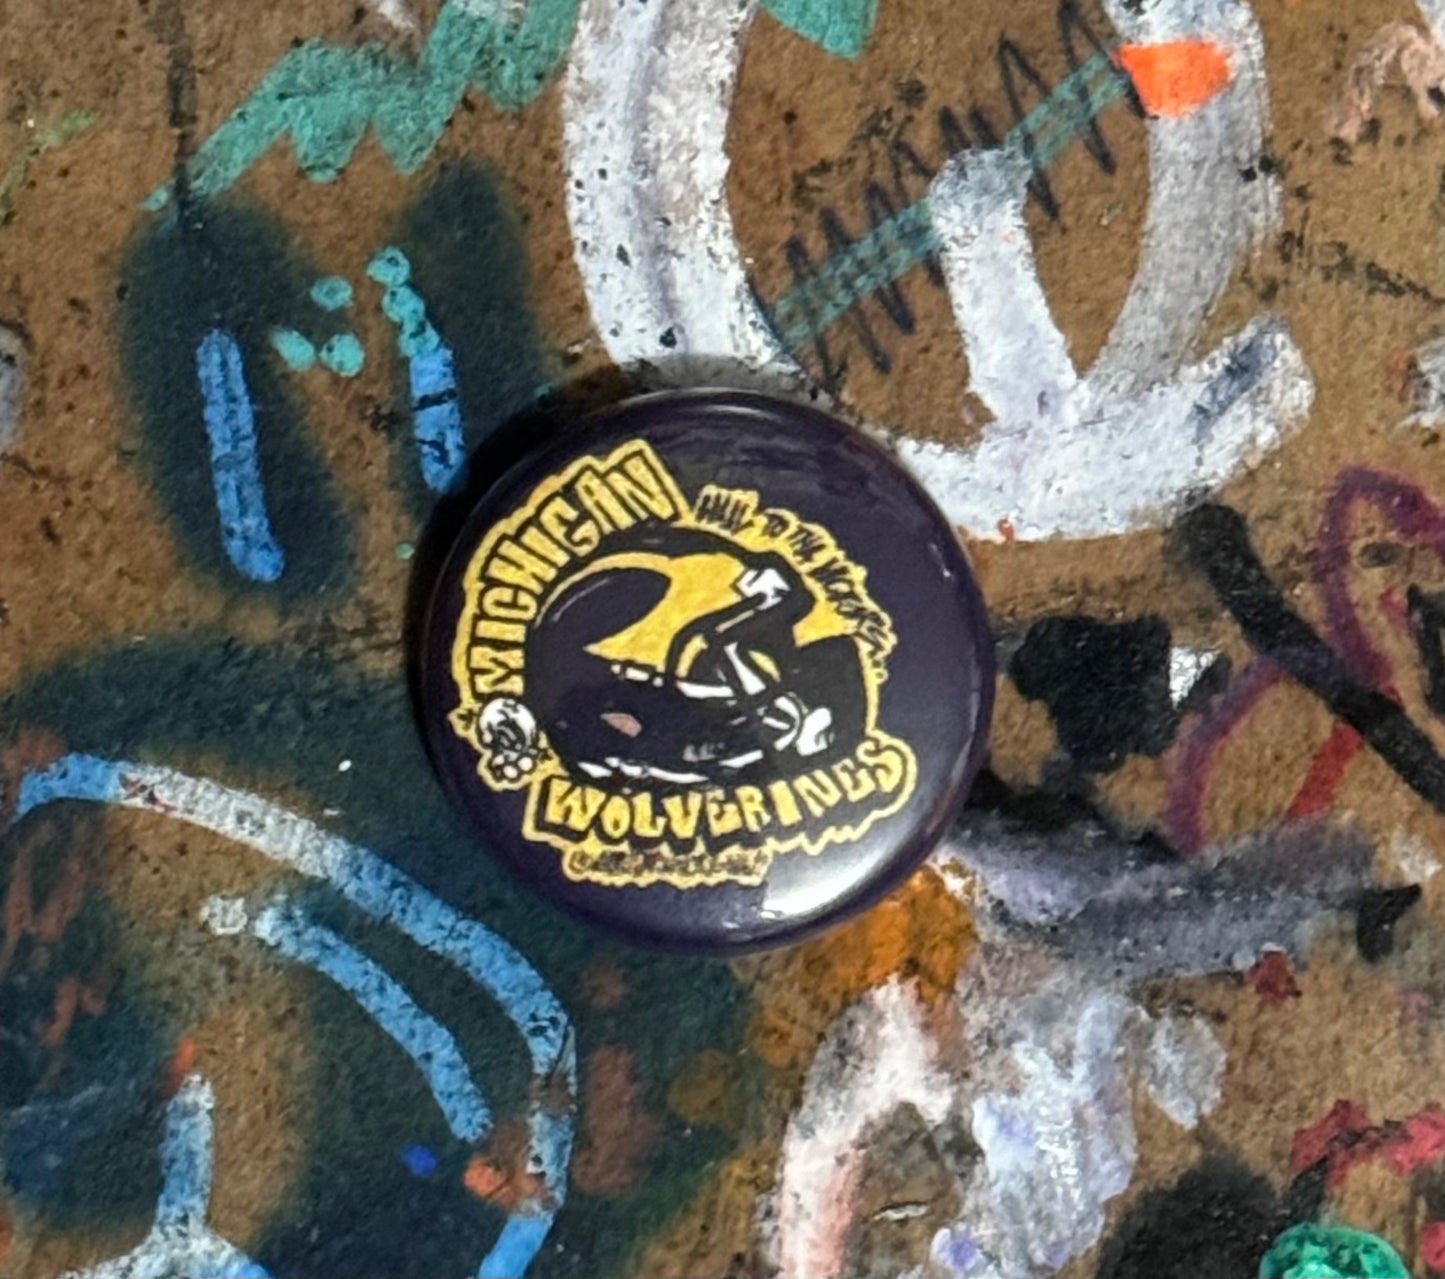 MICHIGAN
HAIL TO THE VICTORS
WOLVERINES